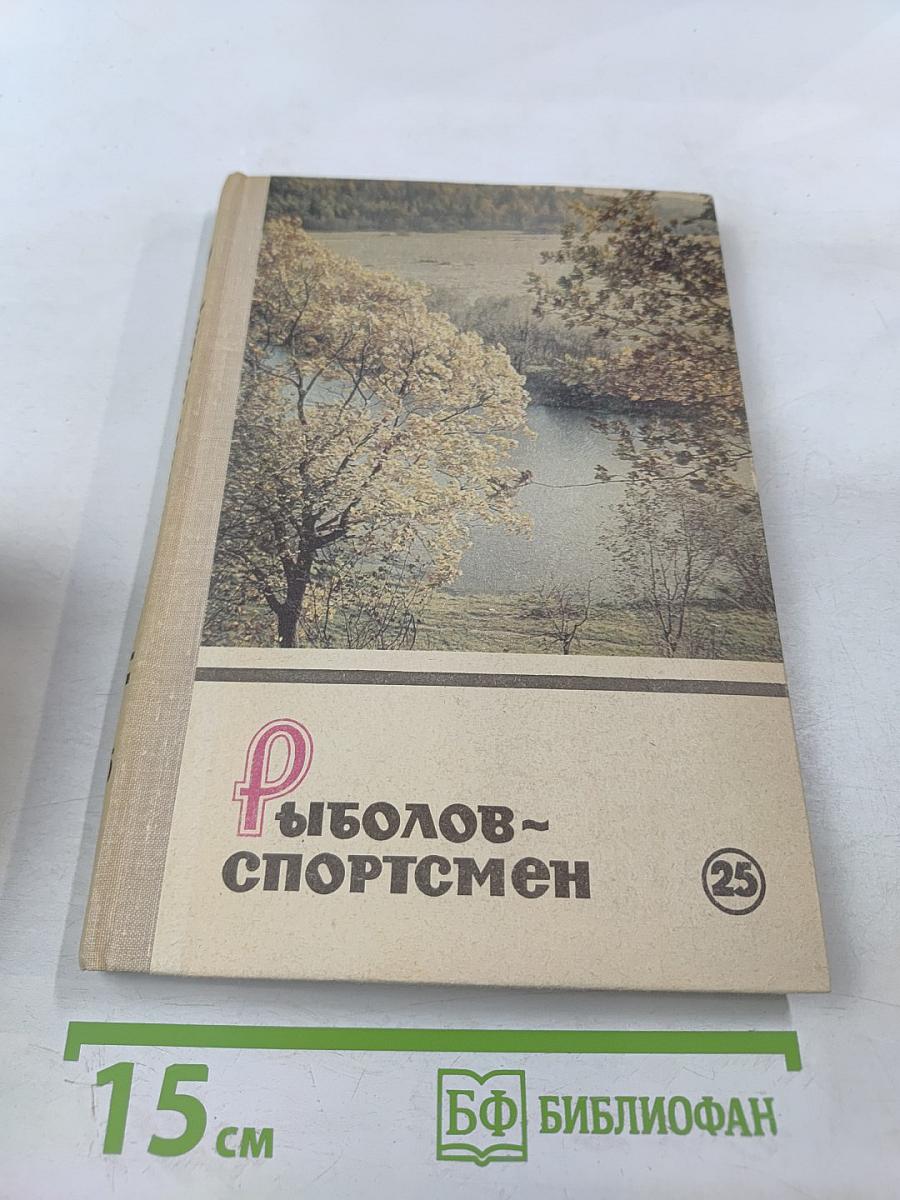 Рыболов-
спортсмен
25
15 см
БФ БИБЛИОФАН